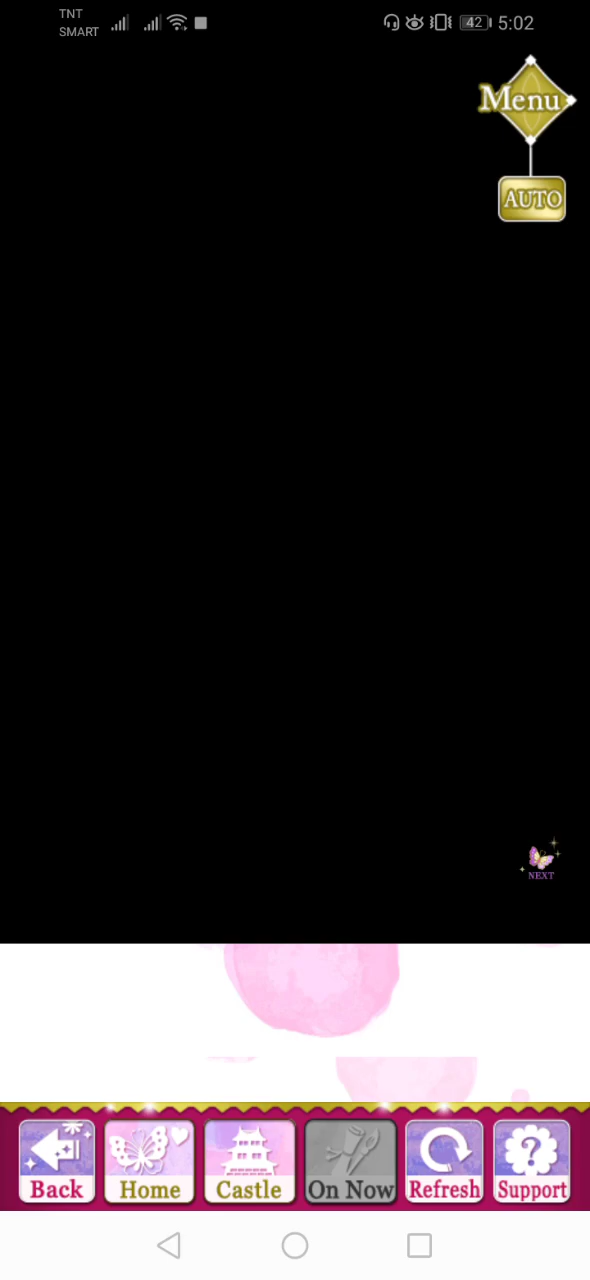 TNT
SMART
42 5:02
Menu
AUTO
NEXT
Back Home Castle On Now Refresh Support